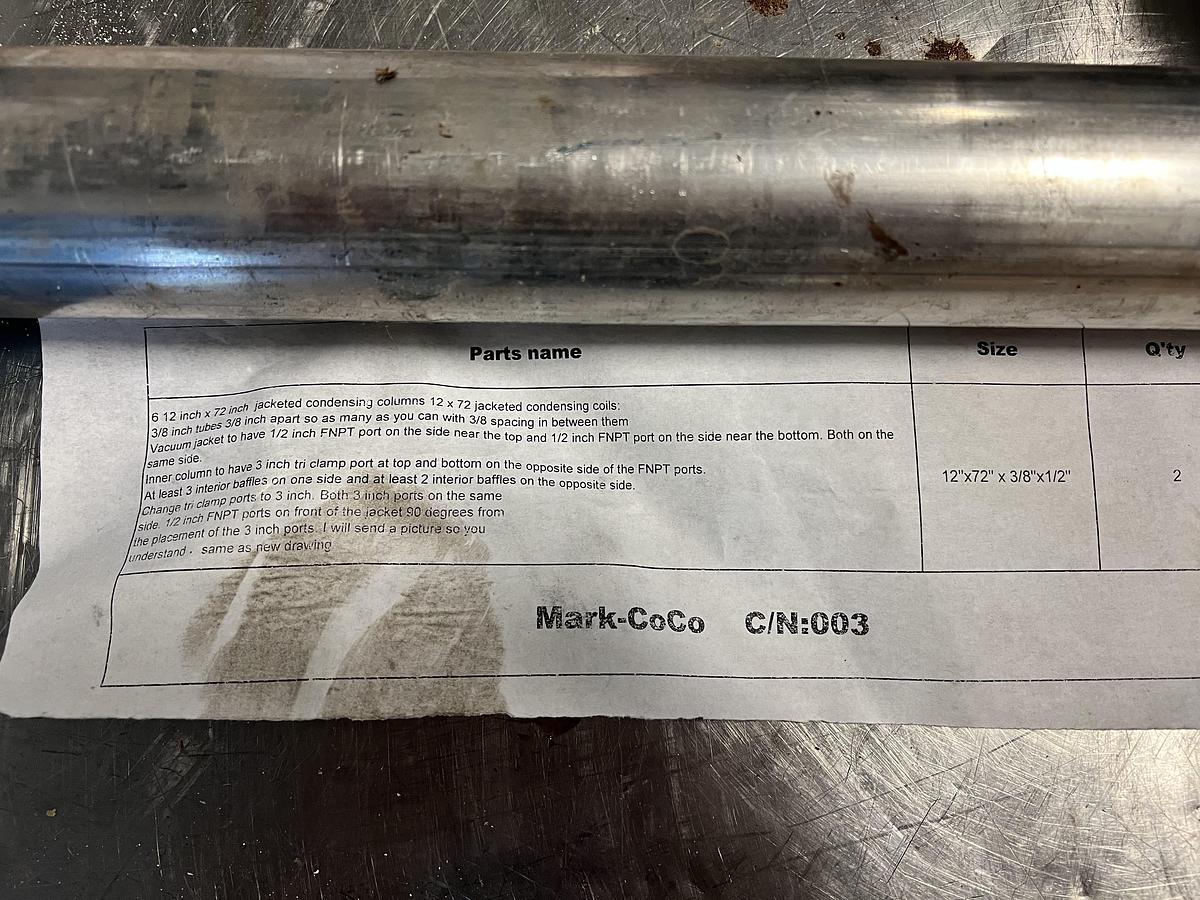 Parts name Size Q'ty
6 12 inch x 72 inch jacketed condensing columns 12 x 72 jacketed condensing coils:
3/8 inch tubes 3/8 inch apart so as many as you can with 3/8 spacing in between them
Vacuum jacket to have 1/2 inch FNPT port on the side near the top and 1/2 inch FNPT port on the side near the bottom. Both on the
same side.
Inner column to have 3 inch tri clamp port at top and bottom on the opposite side of the FNPT ports.
At least 3 interior baffles on one side and at least 2 interior baffles on the opposite side.
Change tri clamp ports to 3 inch. Both 3 inch ports on the same
side. 1/2 inch FNPT ports on front of the jacket 90 degrees from
the placement of the 3 inch ports. I will send a picture so you
understand. same as new drawing
12"x72" x 3/8"x1/2" 2
Mark-CoCo C/N:003